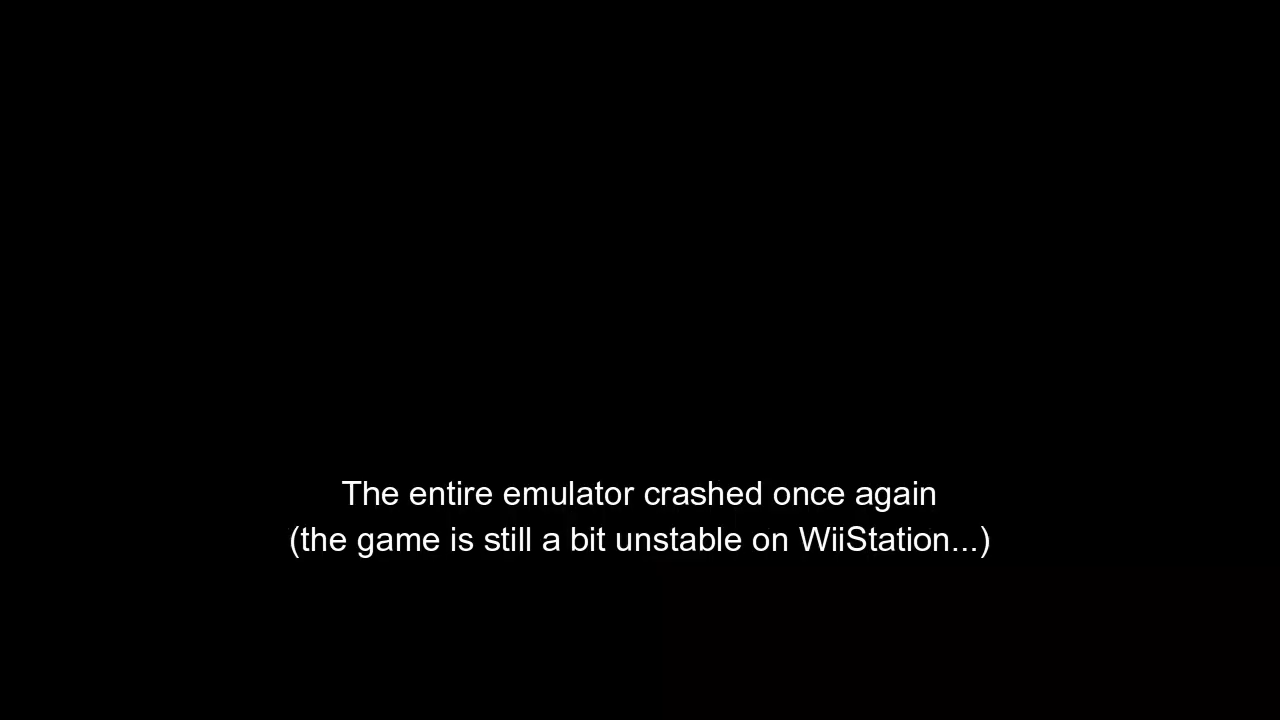 The entire emulator crashed once again
(the game is still a bit unstable on WiiStation...)